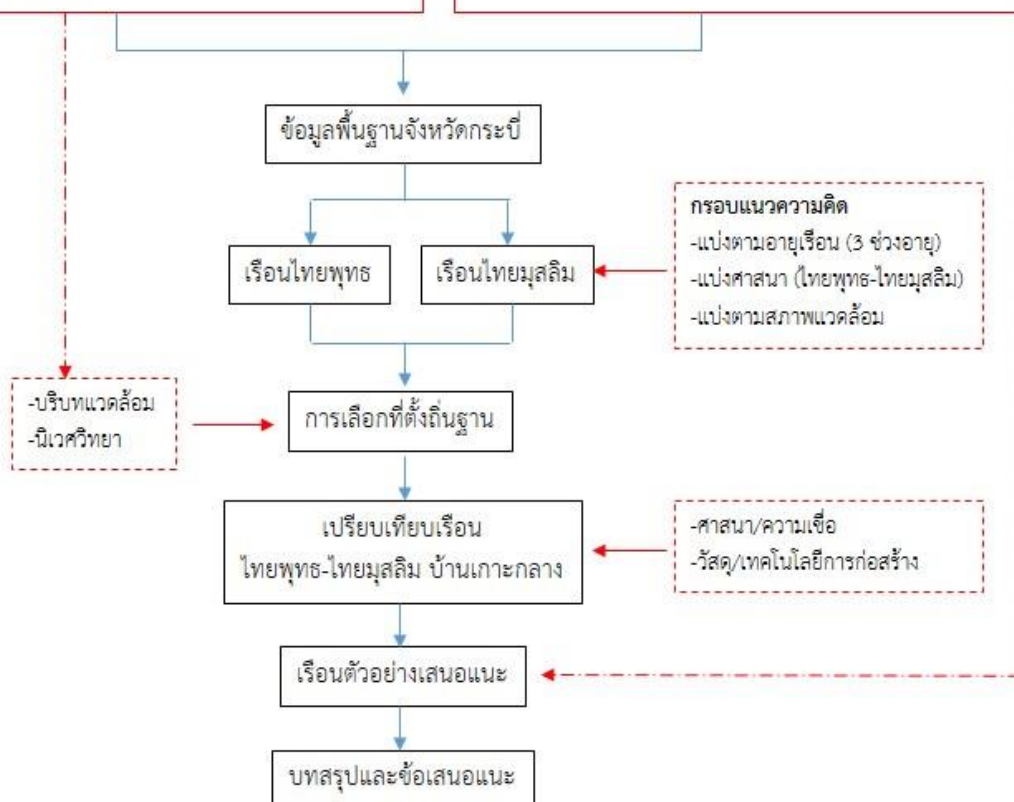 ข้อมูลพื้นฐานจังหวัดกระบี่
เรือนไทยพุทธ
เรือนไทยมุสลิม
กรอบแนวความคิด
-แบ่งตามอายุเรือน (3 ช่วงอายุ)
-แบ่งศาสนา (ไทยพุทธ-ไทยมุสลิม)
-แบ่งตามสภาพแวดล้อม
-บริบทแวดล้อม
-นิเวศวิทยา
การเลือกที่ตั้งถิ่นฐาน
เปรียบเทียบเรือน
ไทยพุทธ-ไทยมุสลิม บ้านเกาะกลาง
-ศาสนา/ความเชื่อ
-วัสดุ/เทคโนโลยีการก่อสร้าง
เรือนตัวอย่างเสนอแนะ
บทสรุปและข้อเสนอแนะ